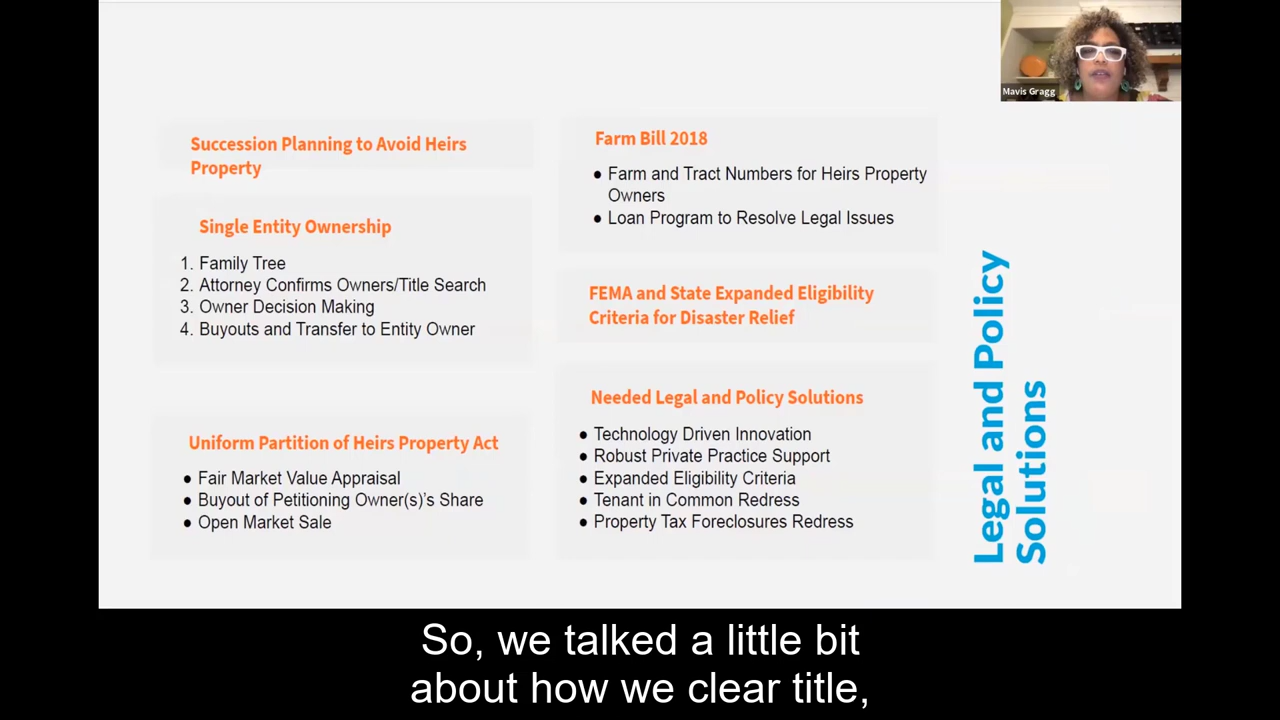 Mavis Gragg
Succession Planning to Avoid Heirs
Property
Single Entity Ownership
1. Family Tree
2. Attorney Confirms Owners/Title Search
3. Owner Decision Making
4. Buyouts and Transfer to Entity Owner
Uniform Partition of Heirs Property Act
● Fair Market Value Appraisal
● Buyout of Petitioning Owner(s)'s Share
● Open Market Sale
Farm Bill 2018
● Farm and Tract Numbers for Heirs Property
Owners
● Loan Program to Resolve Legal Issues
FEMA and State Expanded Eligibility
Criteria for Disaster Relief
Needed Legal and Policy Solutions
● Technology Driven Innovation
● Robust Private Practice Support
● Expanded Eligibility Criteria
● Tenant in Common Redress
● Property Tax Foreclosures Redress
Legal and Policy
Solutions
So, we talked a little bit
about how we clear title,